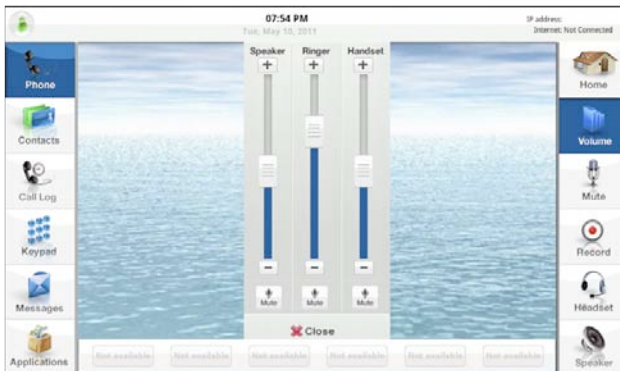 07:54 PM
Tue, May 10, 2011
IP address:
Internet: Not Connected
Phone
Contacts
Call Log
Keypad
Messages
Applications
Speaker Ringer Handset
Mute Mute Mute
Close
Not available Not available Not available Not available Not available Not available
Home
Volume
Mute
Record
Headset
Speaker